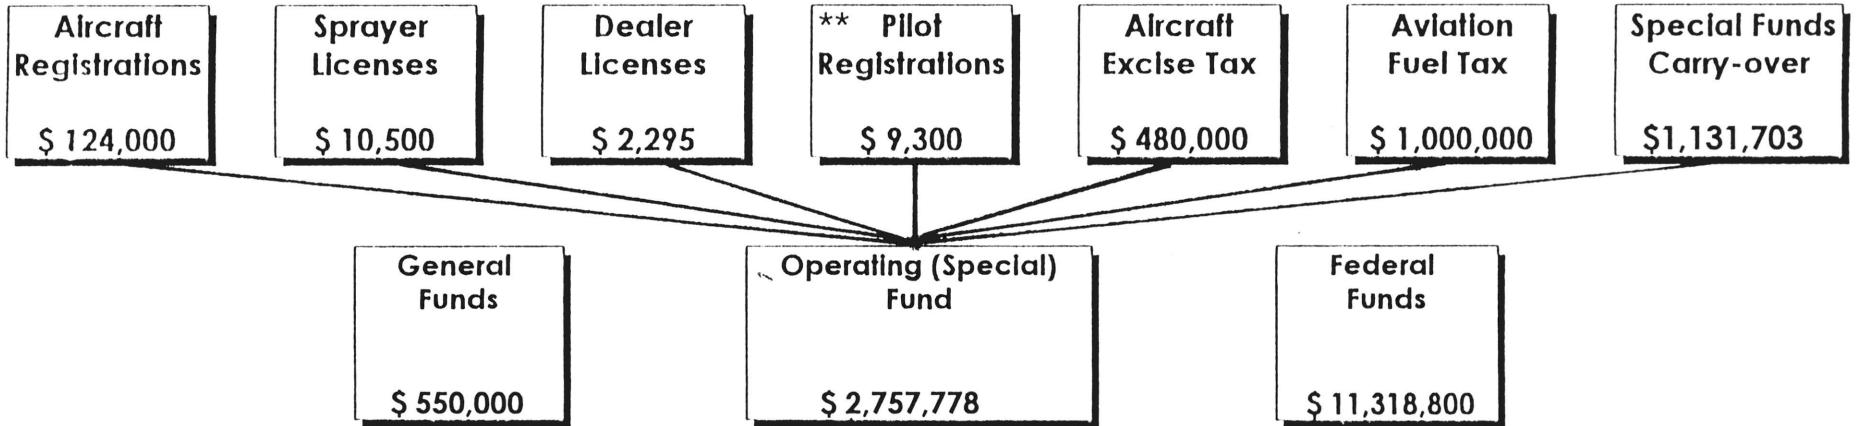 Aircraft
Registrations
$ 124,000
Sprayer
Licenses
$ 10,500
Dealer
Licenses
$ 2,295
** Pilot
Registrations
$ 9,300
Aircraft
Excise Tax
$ 480,000
Aviation
Fuel Tax
$ 1,000,000
Special Funds
Carry-over
$1,131,703
General
Funds
$ 550,000
Operating (Special)
Fund
$ 2,757,778
Federal
Funds
$ 11,318,800